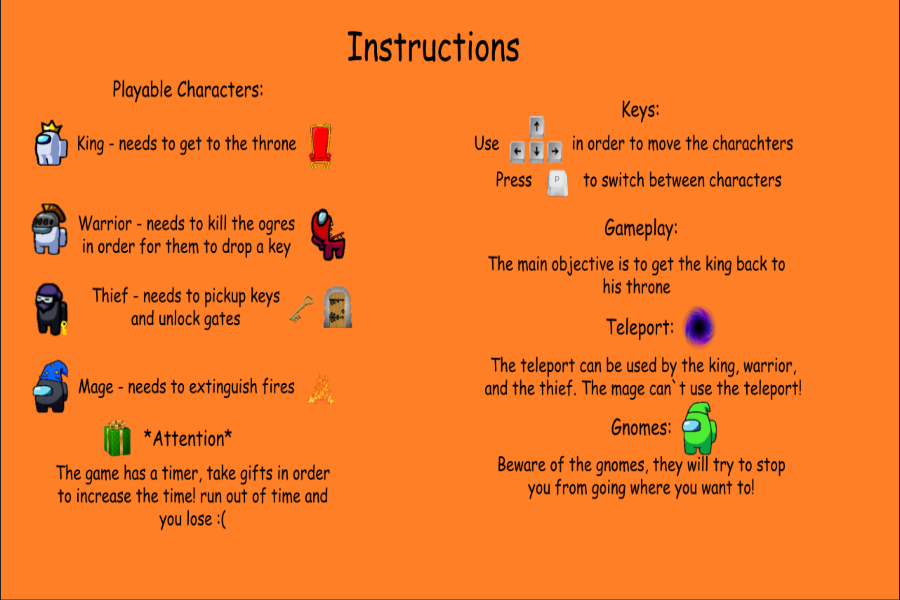 Instructions
Playable Characters:
King - needs to get to the throne
Warrior - needs to kill the ogres
in order for them to drop a key
Thief - needs to pickup keys
and unlock gates
Mage - needs to extinguish fires
*Attention*
The game has a timer, take gifts in order
to increase the time! run out of time and
you lose :(
Keys:
Use ↑ ← ↓ → in order to move the charachters
Press P to switch between characters
Gameplay:
The main objective is to get the king back to
his throne
Teleport:
The teleport can be used by the king, warrior,
and the thief. The mage can`t use the teleport!
Gnomes:
Beware of the gnomes, they will try to stop
you from going where you want to!